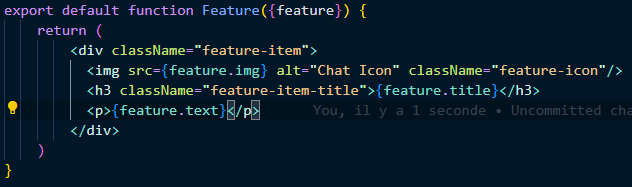 export default function Feature({feature}) {
    return (
        <div className="feature-item">
          <img src={feature.img} alt="Chat Icon" className="feature-icon"/>
          <h3 className="feature-item-title">{feature.title}</h3>
          <p>{feature.text}</p>        You, il y a 1 seconde • Uncommitted cha
        </div>
    )
}